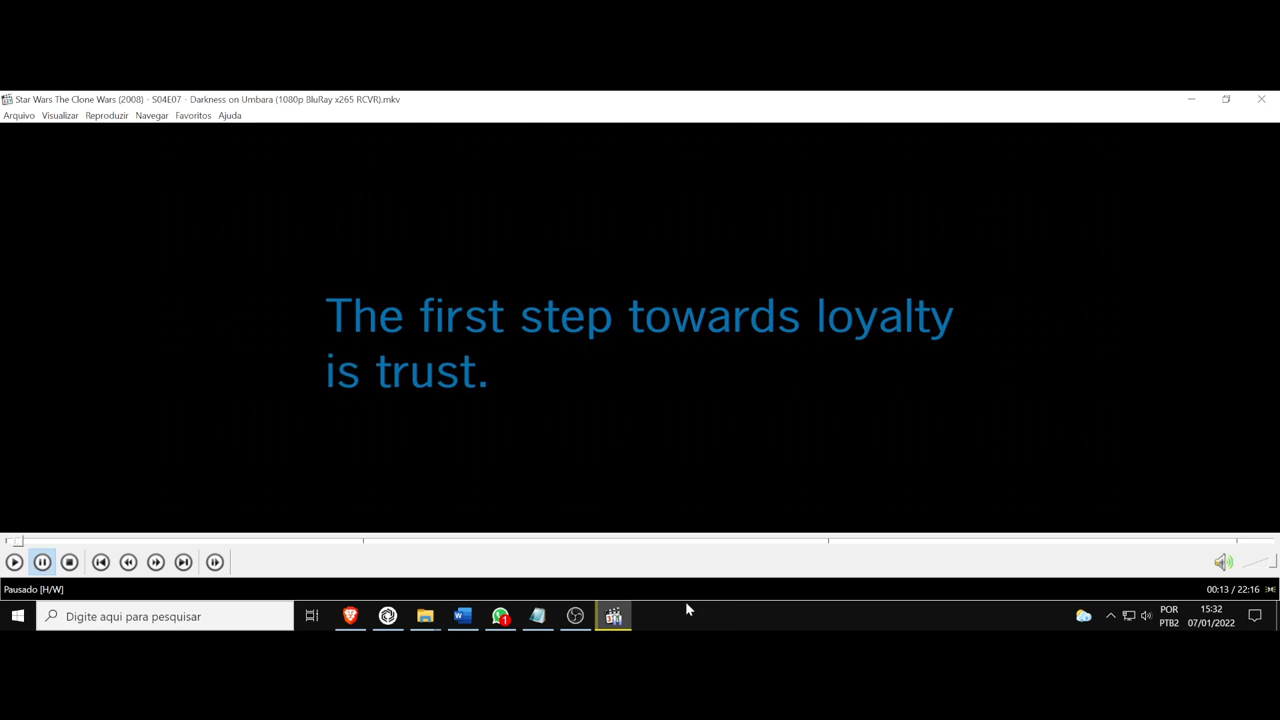 Star Wars The Clone Wars (2008) - S04E07 - Darkness on Umbara (1080p BluRay x265 RCVR).mkv
Arquivo Visualizar Reproduzir Navegar Favoritos Ajuda
The first step towards loyalty
is trust.
Pausado [H/W]
00:13 / 22:16
Digite aqui para pesquisar
1
POR
PTB2
15:32
07/01/2022